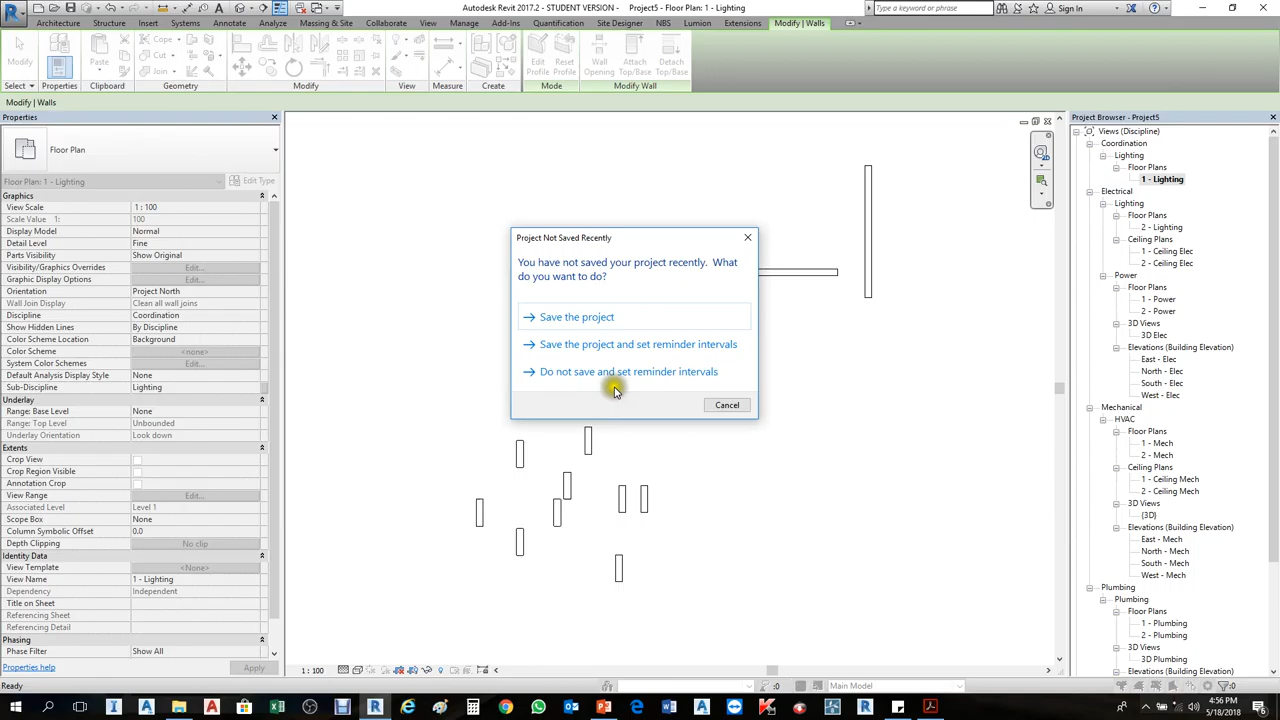 Autodesk Revit 2017.2 - STUDENT VERSION - Project5 - Floor Plan: 1 - Lighting
Type a keyword or phrase
Sign In
Architecture Structure Insert Systems Annotate Analyze Massing & Site Collaborate View Manage Add-Ins Quantification Site Designer NBS Lumion Extensions Modify | Walls
Modify
Paste
Cope
Cut
Join
Edit Profile
Reset Profile
Wall Opening
Attach Top/Base
Detach Top/Base
Select Properties Clipboard Geometry Modify View Measure Create Mode Modify Wall
Modify | Walls
Properties
Floor Plan
Floor Plan: 1 - Lighting
Edit Type
Graphics
View Scale 1 : 100
Scale Value 1: 100
Display Model Normal
Detail Level Fine
Parts Visibility Show Original
Visibility/Graphics Overrides Edit...
Graphic Display Options Edit...
Orientation Project North
Wall Join Display Clean all wall joins
Discipline Coordination
Show Hidden Lines By Discipline
Color Scheme Location Background
Color Scheme <none>
System Color Schemes Edit...
Default Analysis Display Style None
Sub-Discipline Lighting
Underlay
Range: Base Level None
Range: Top Level Unbounded
Underlay Orientation Look down
Extents
Crop View
Crop Region Visible
Annotation Crop
View Range Edit...
Associated Level Level 1
Scope Box None
Column Symbolic Offset 0.0
Depth Clipping No clip
Identity Data
View Template <None>
View Name 1 - Lighting
Dependency Independent
Title on Sheet
Referencing Sheet
Referencing Detail
Phasing
Phase Filter Show All
Properties help
Apply
Project Not Saved Recently
You have not saved your project recently. What
do you want to do?
Save the project
Save the project and set reminder intervals
Do not save and set reminder intervals
Cancel
Project Browser - Project5
Views (Discipline)
Coordination
Lighting
Floor Plans
1 - Lighting
Electrical
Lighting
Floor Plans
2 - Lighting
Ceiling Plans
1 - Ceiling Elec
2 - Ceiling Elec
Power
Floor Plans
1 - Power
2 - Power
3D Views
3D Elec
Elevations (Building Elevation)
East - Elec
North - Elec
South - Elec
West - Elec
Mechanical
HVAC
Floor Plans
1 - Mech
2 - Mech
Ceiling Plans
1 - Ceiling Mech
2 - Ceiling Mech
3D Views
{3D}
Elevations (Building Elevation)
East - Mech
North - Mech
South - Mech
West - Mech
Plumbing
Plumbing
Floor Plans
1 - Plumbing
2 - Plumbing
3D Views
3D Plumbing
Elevations (Building Elevation)
1 : 100
Ready
:0
Main Model
:0
4:56 PM
5/18/2018